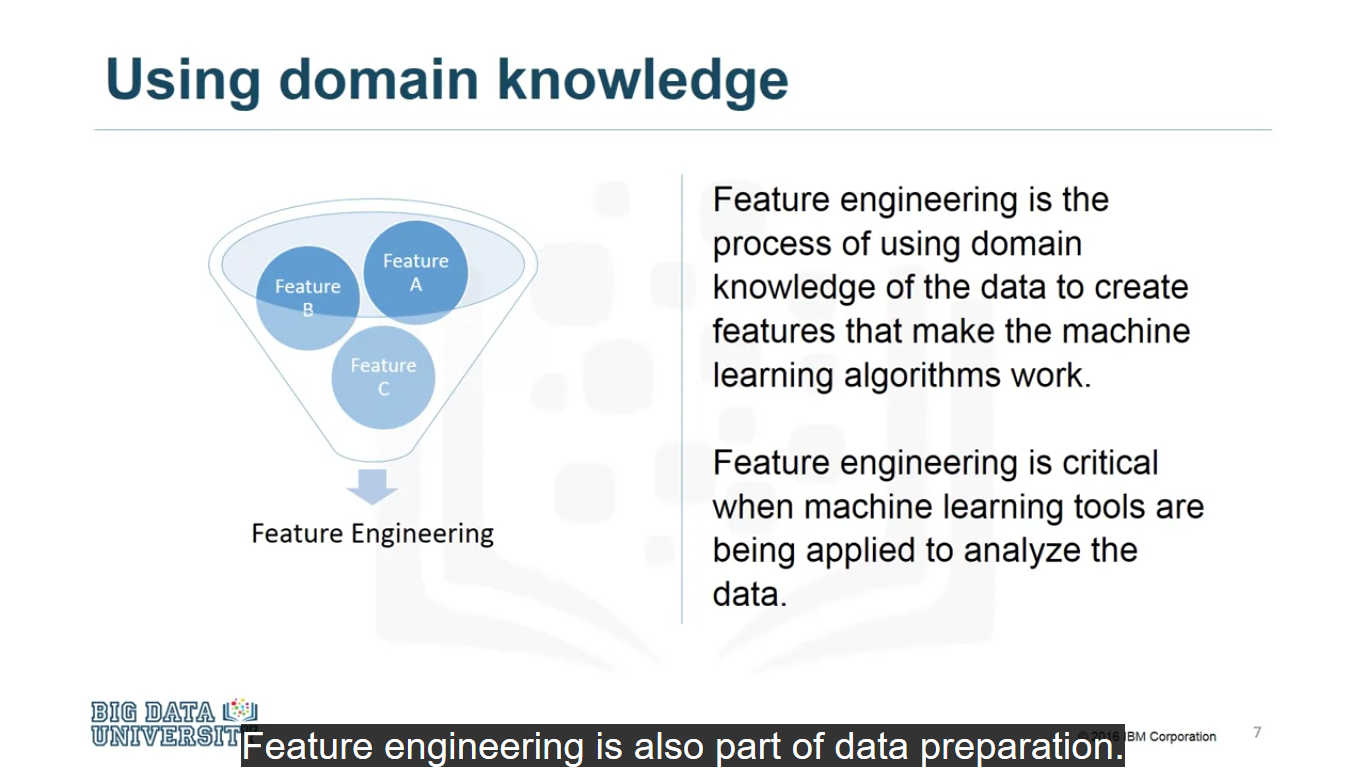 Using domain knowledge
Feature
A
Feature
B
Feature
C
Feature Engineering
Feature engineering is the
process of using domain
knowledge of the data to create
features that make the machine
learning algorithms work.
Feature engineering is critical
when machine learning tools are
being applied to analyze the
data.
BIG DATA
UNIVERSIT
Feature engineering is also part of data preparation.
© 2016 IBM Corporation
7